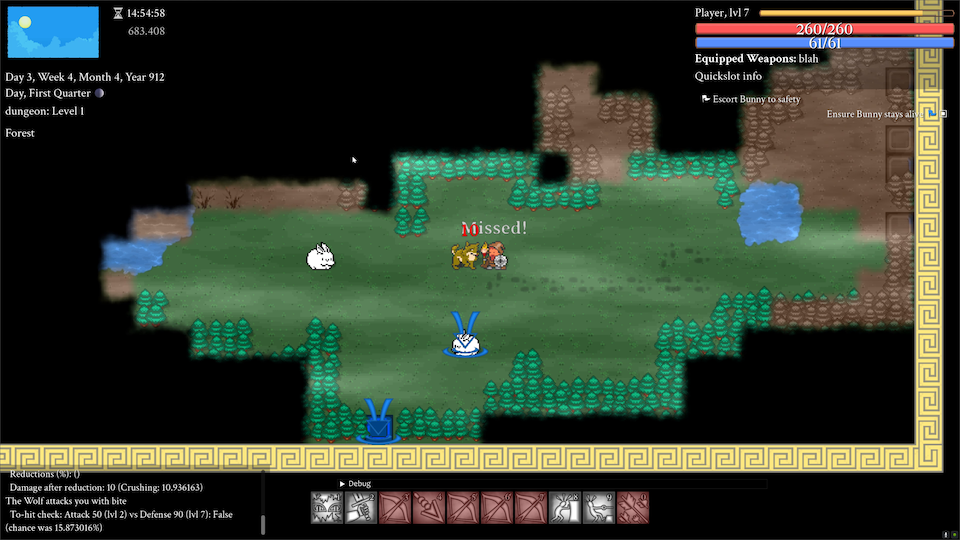 14:54:58
683.408
Day 3, Week 4, Month 4, Year 912
Day, First Quarter
dungeon: Level 1
Forest
Player, lvl 7
260/260
61/61
Equipped Weapons: blah
Quickslot info
Escort Bunny to safety
Ensure Bunny stays alive
Missed!
Reductions (%): ()
Damage after reduction: 10 (Crushing: 10.936163)
The Wolf attacks you with bite
To-hit check: Attack 50 (lvl 2) vs Defense 90 (lvl 7): False
(chance was 15.873016%)
Debug